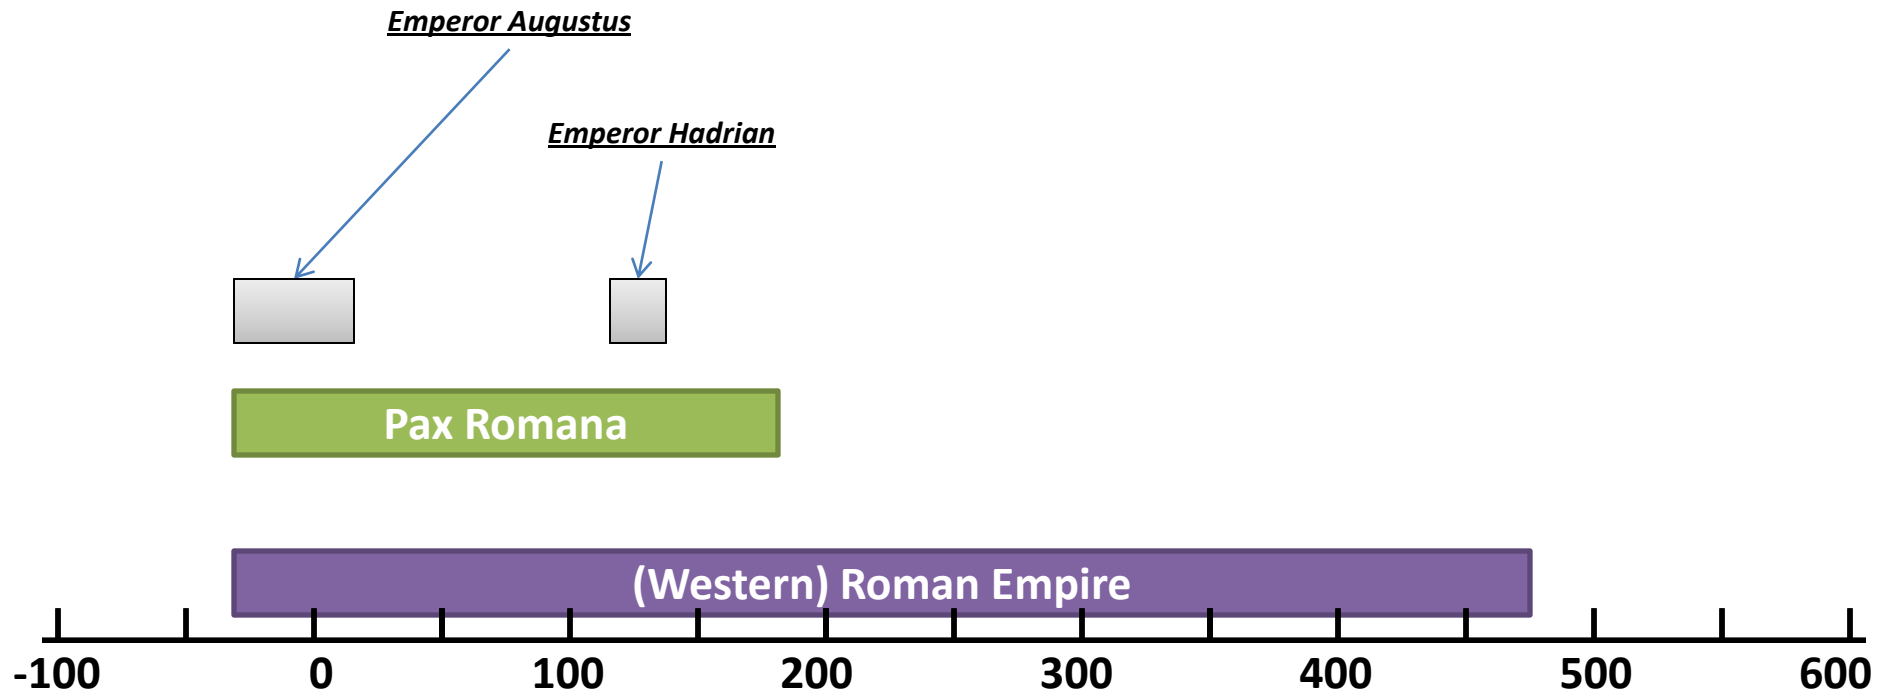 Emperor Augustus
Emperor Hadrian
Pax Romana
(Western) Roman Empire
-100 0 100 200 300 400 500 600